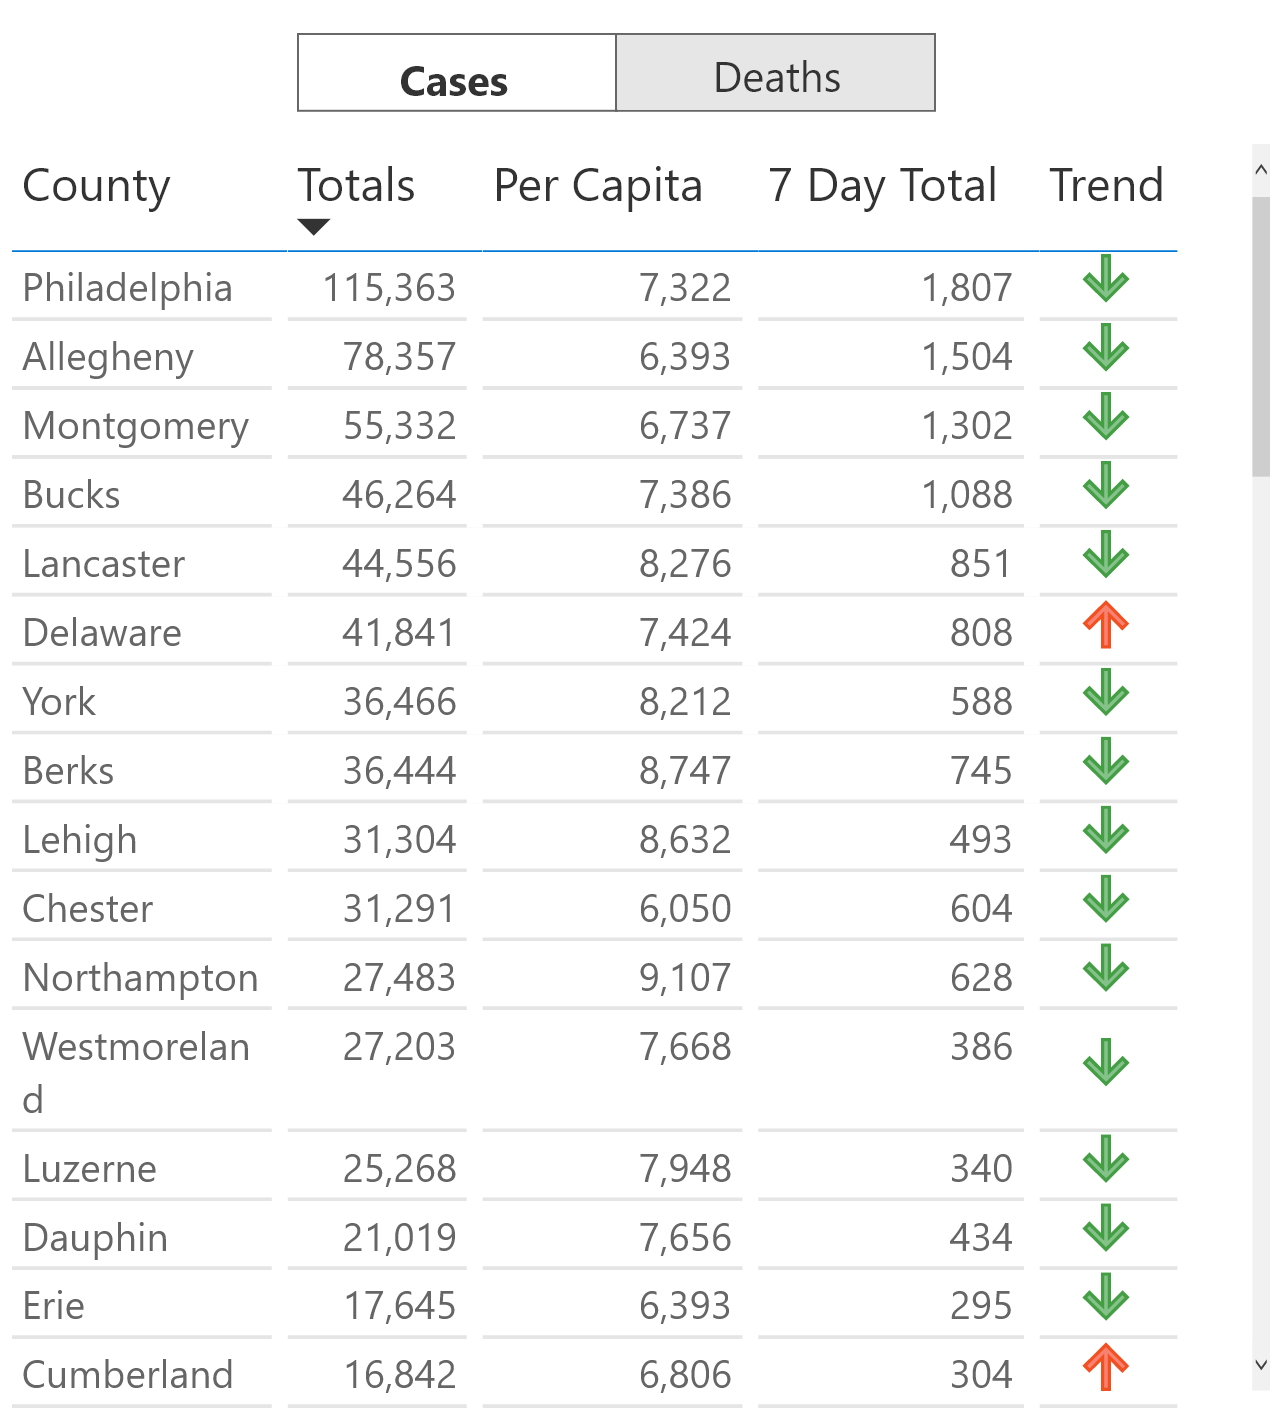 Cases Deaths
County Totals Per Capita 7 Day Total Trend
Philadelphia 115,363 7,322 1,807
Allegheny 78,357 6,393 1,504
Montgomery 55,332 6,737 1,302
Bucks 46,264 7,386 1,088
Lancaster 44,556 8,276 851
Delaware 41,841 7,424 808
York 36,466 8,212 588
Berks 36,444 8,747 745
Lehigh 31,304 8,632 493
Chester 31,291 6,050 604
Northampton 27,483 9,107 628
Westmorelan 27,203 7,668 386
d
Luzerne 25,268 7,948 340
Dauphin 21,019 7,656 434
Erie 17,645 6,393 295
Cumberland 16,842 6,806 304